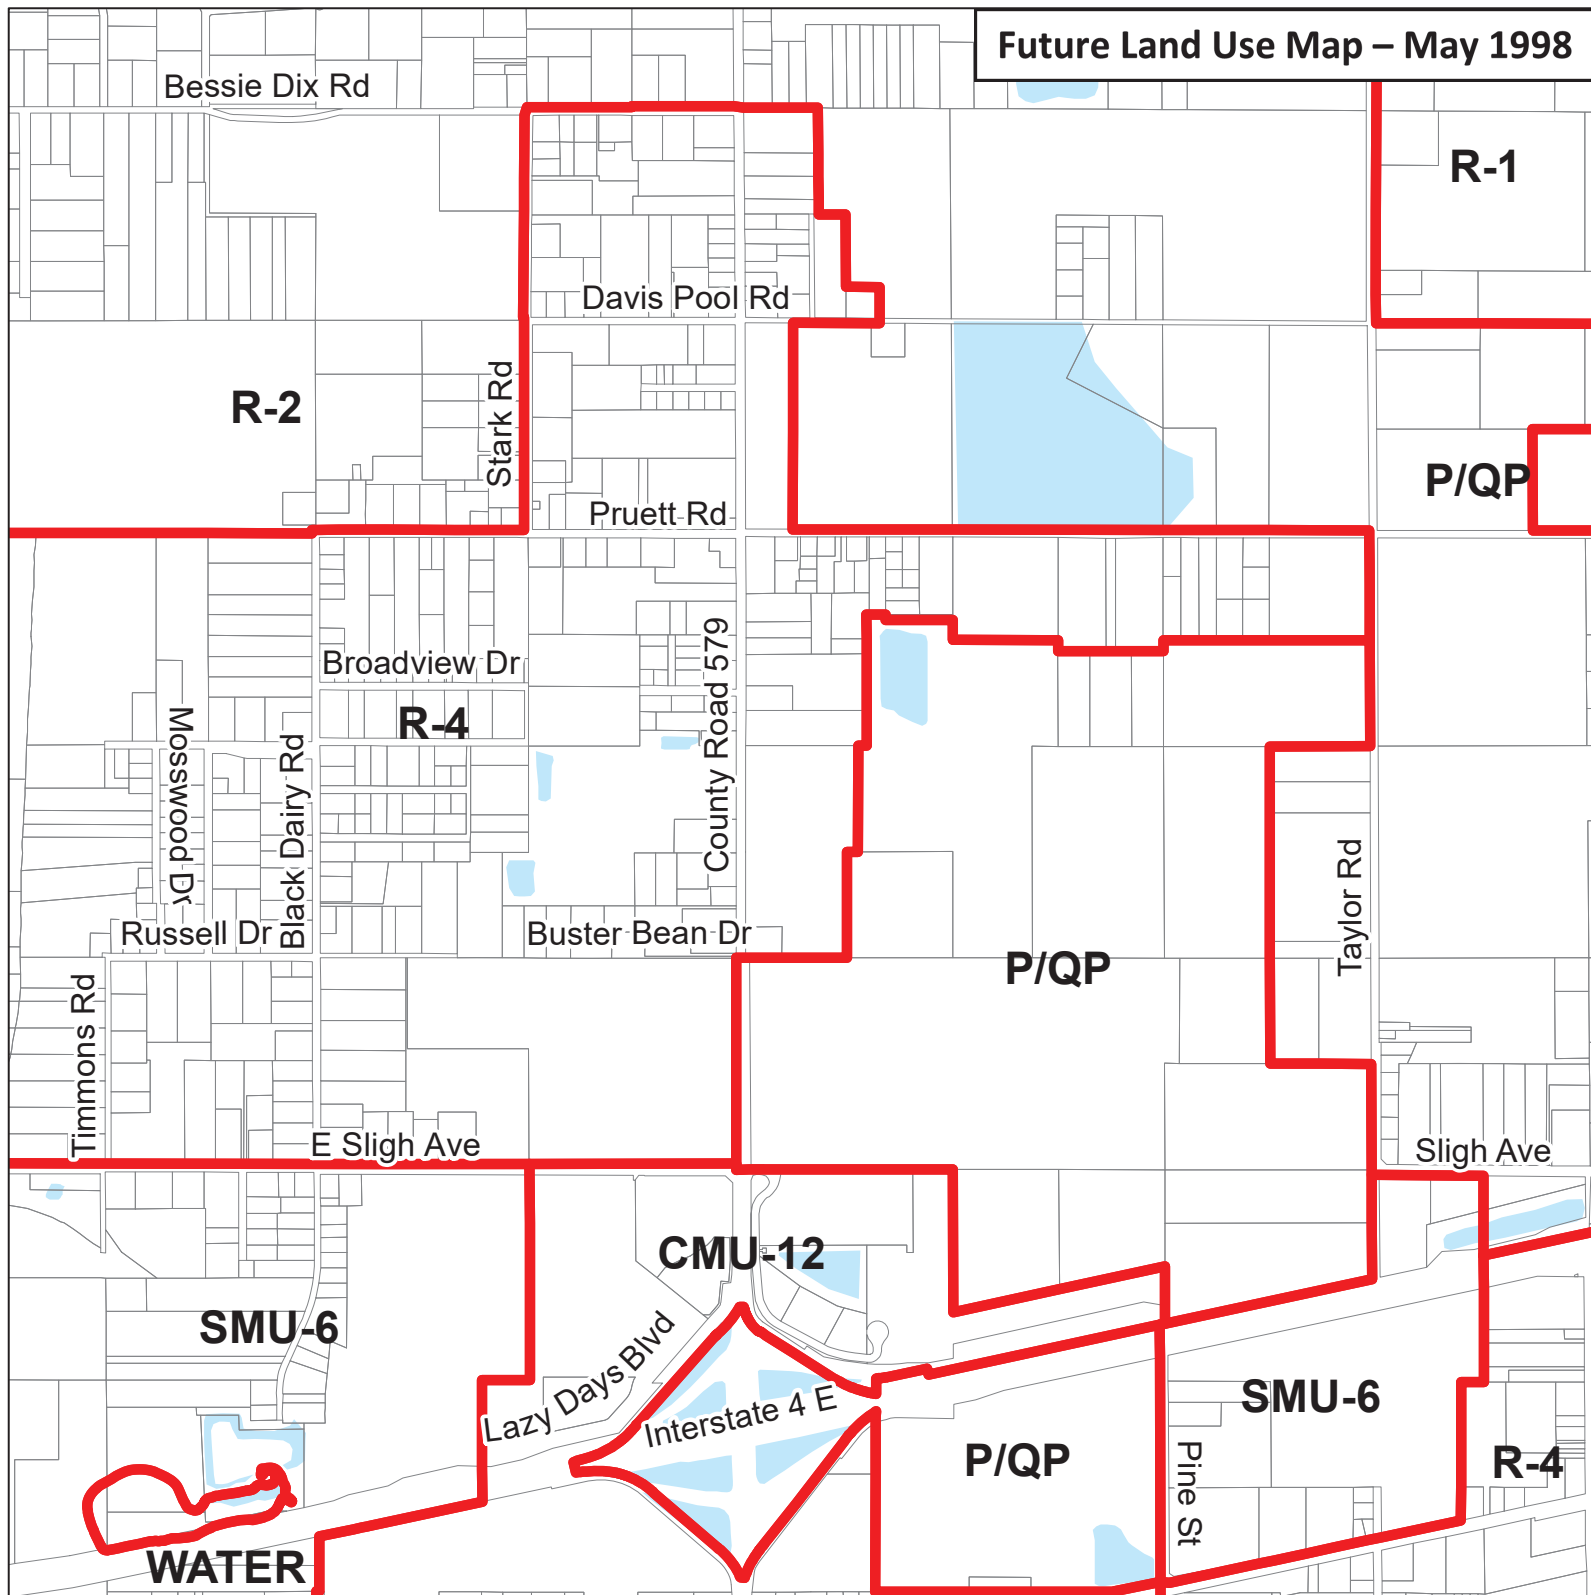 Future Land Use Map – May 1998
Bessie Dix Rd
R-1
Davis Pool Rd
R-2
Stark Rd
P/QP
Pruett Rd
Broadview Dr
R-4
County Road 579
Mosswood Dr
Black Dairy Rd
Taylor Rd
Russell Dr
Buster Bean Dr
P/QP
Timmons Rd
E Sligh Ave
Sligh Ave
CMU-12
SMU-6
Lazy Days Blvd
Interstate 4 E
SMU-6
P/QP
Pine St
R-4
WATER